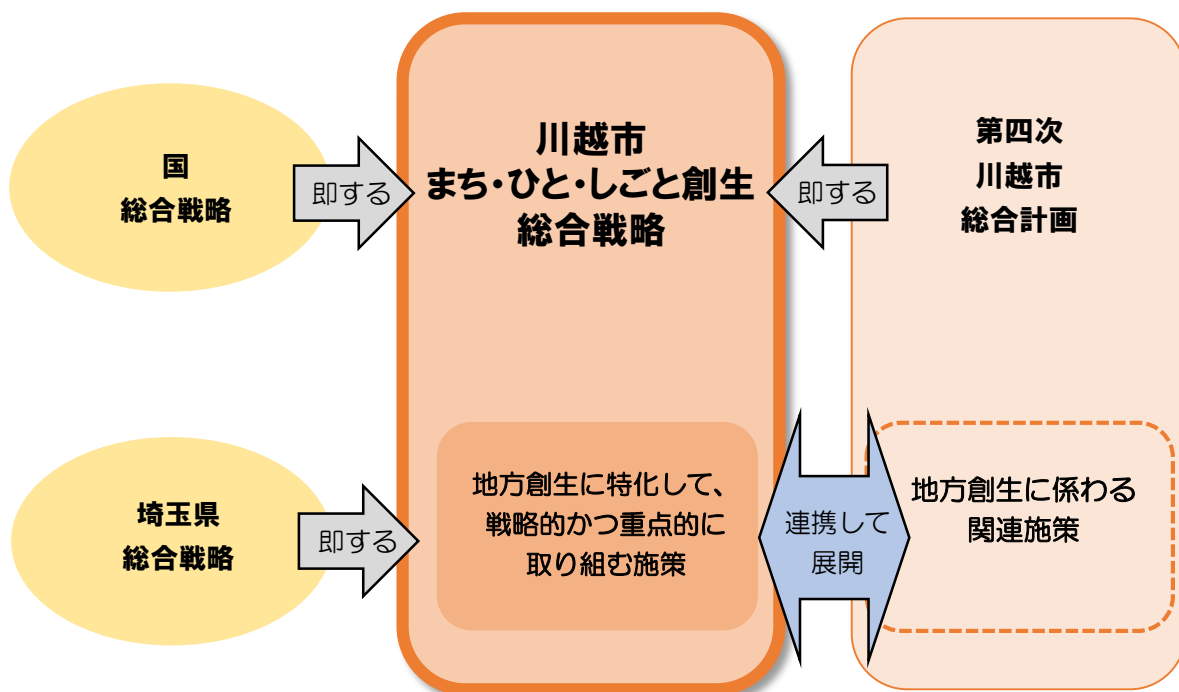 国
総合戦略
即する
川越市
まち・ひと・しごと創生
総合戦略
即する
第四次
川越市
総合計画
埼玉県
総合戦略
即する
地方創生に特化して、
戦略的かつ重点的に
取り組む施策
連携して
展開
地方創生に係わる
関連施策